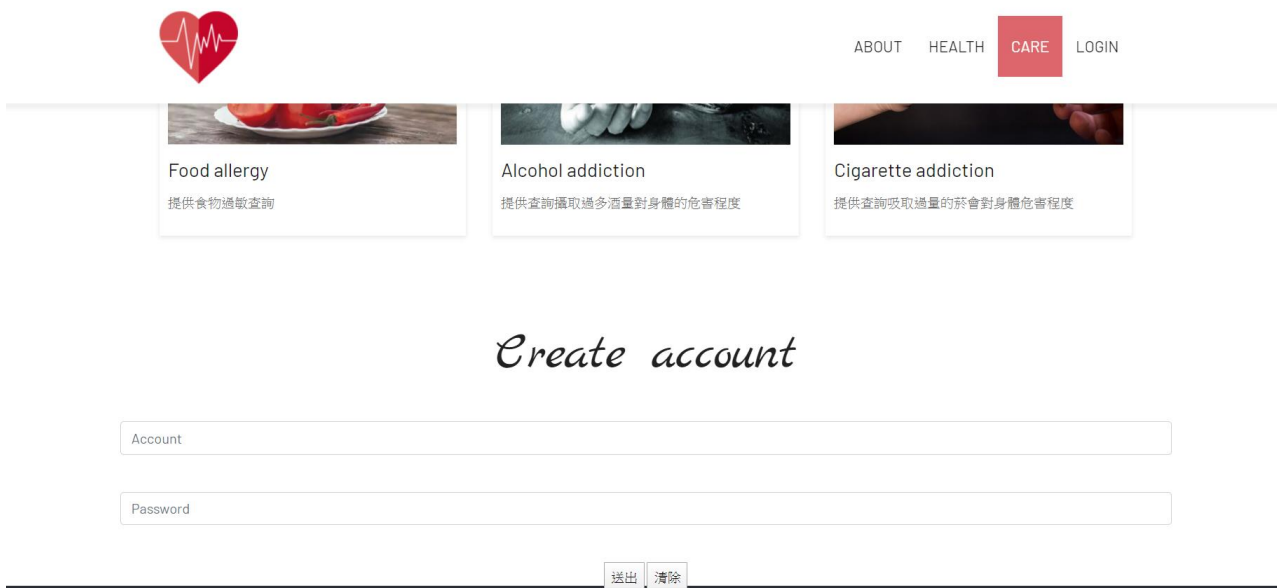 ABOUT HEALTH CARE LOGIN
Food allergy
提供食物過敏查詢
Alcohol addiction
提供查詢攝取過多酒量對身體的危害程度
Cigarette addiction
提供查詢吸取過量的菸會對身體危害程度
Create account
Account
Password
送出 清除